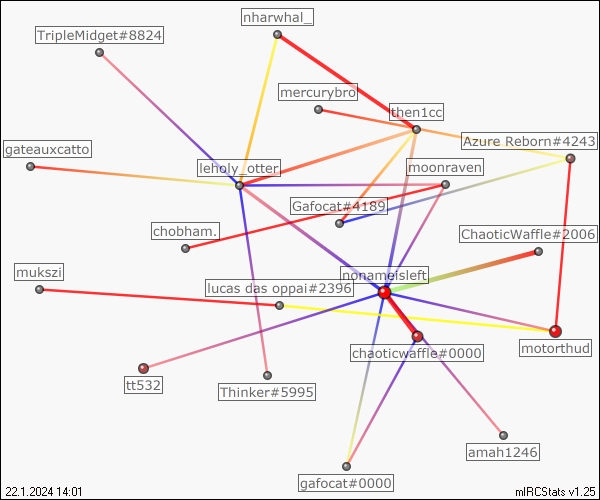 nharwhal_
TripleMidget#8824
mercurybro
then1cc
Azure Reborn#4243
gateauxcatto
leholy_otter
moonraven
Gafocat#4189
chobham.
ChaoticWaffle#2006
mukszi
nonameisleft
lucas das oppai#2396
chaoticwaffle#0000
motorthud
tt532
Thinker#5995
amah1246
gafocat#0000
22.1.2024 14:01
mIRCStats v1.25